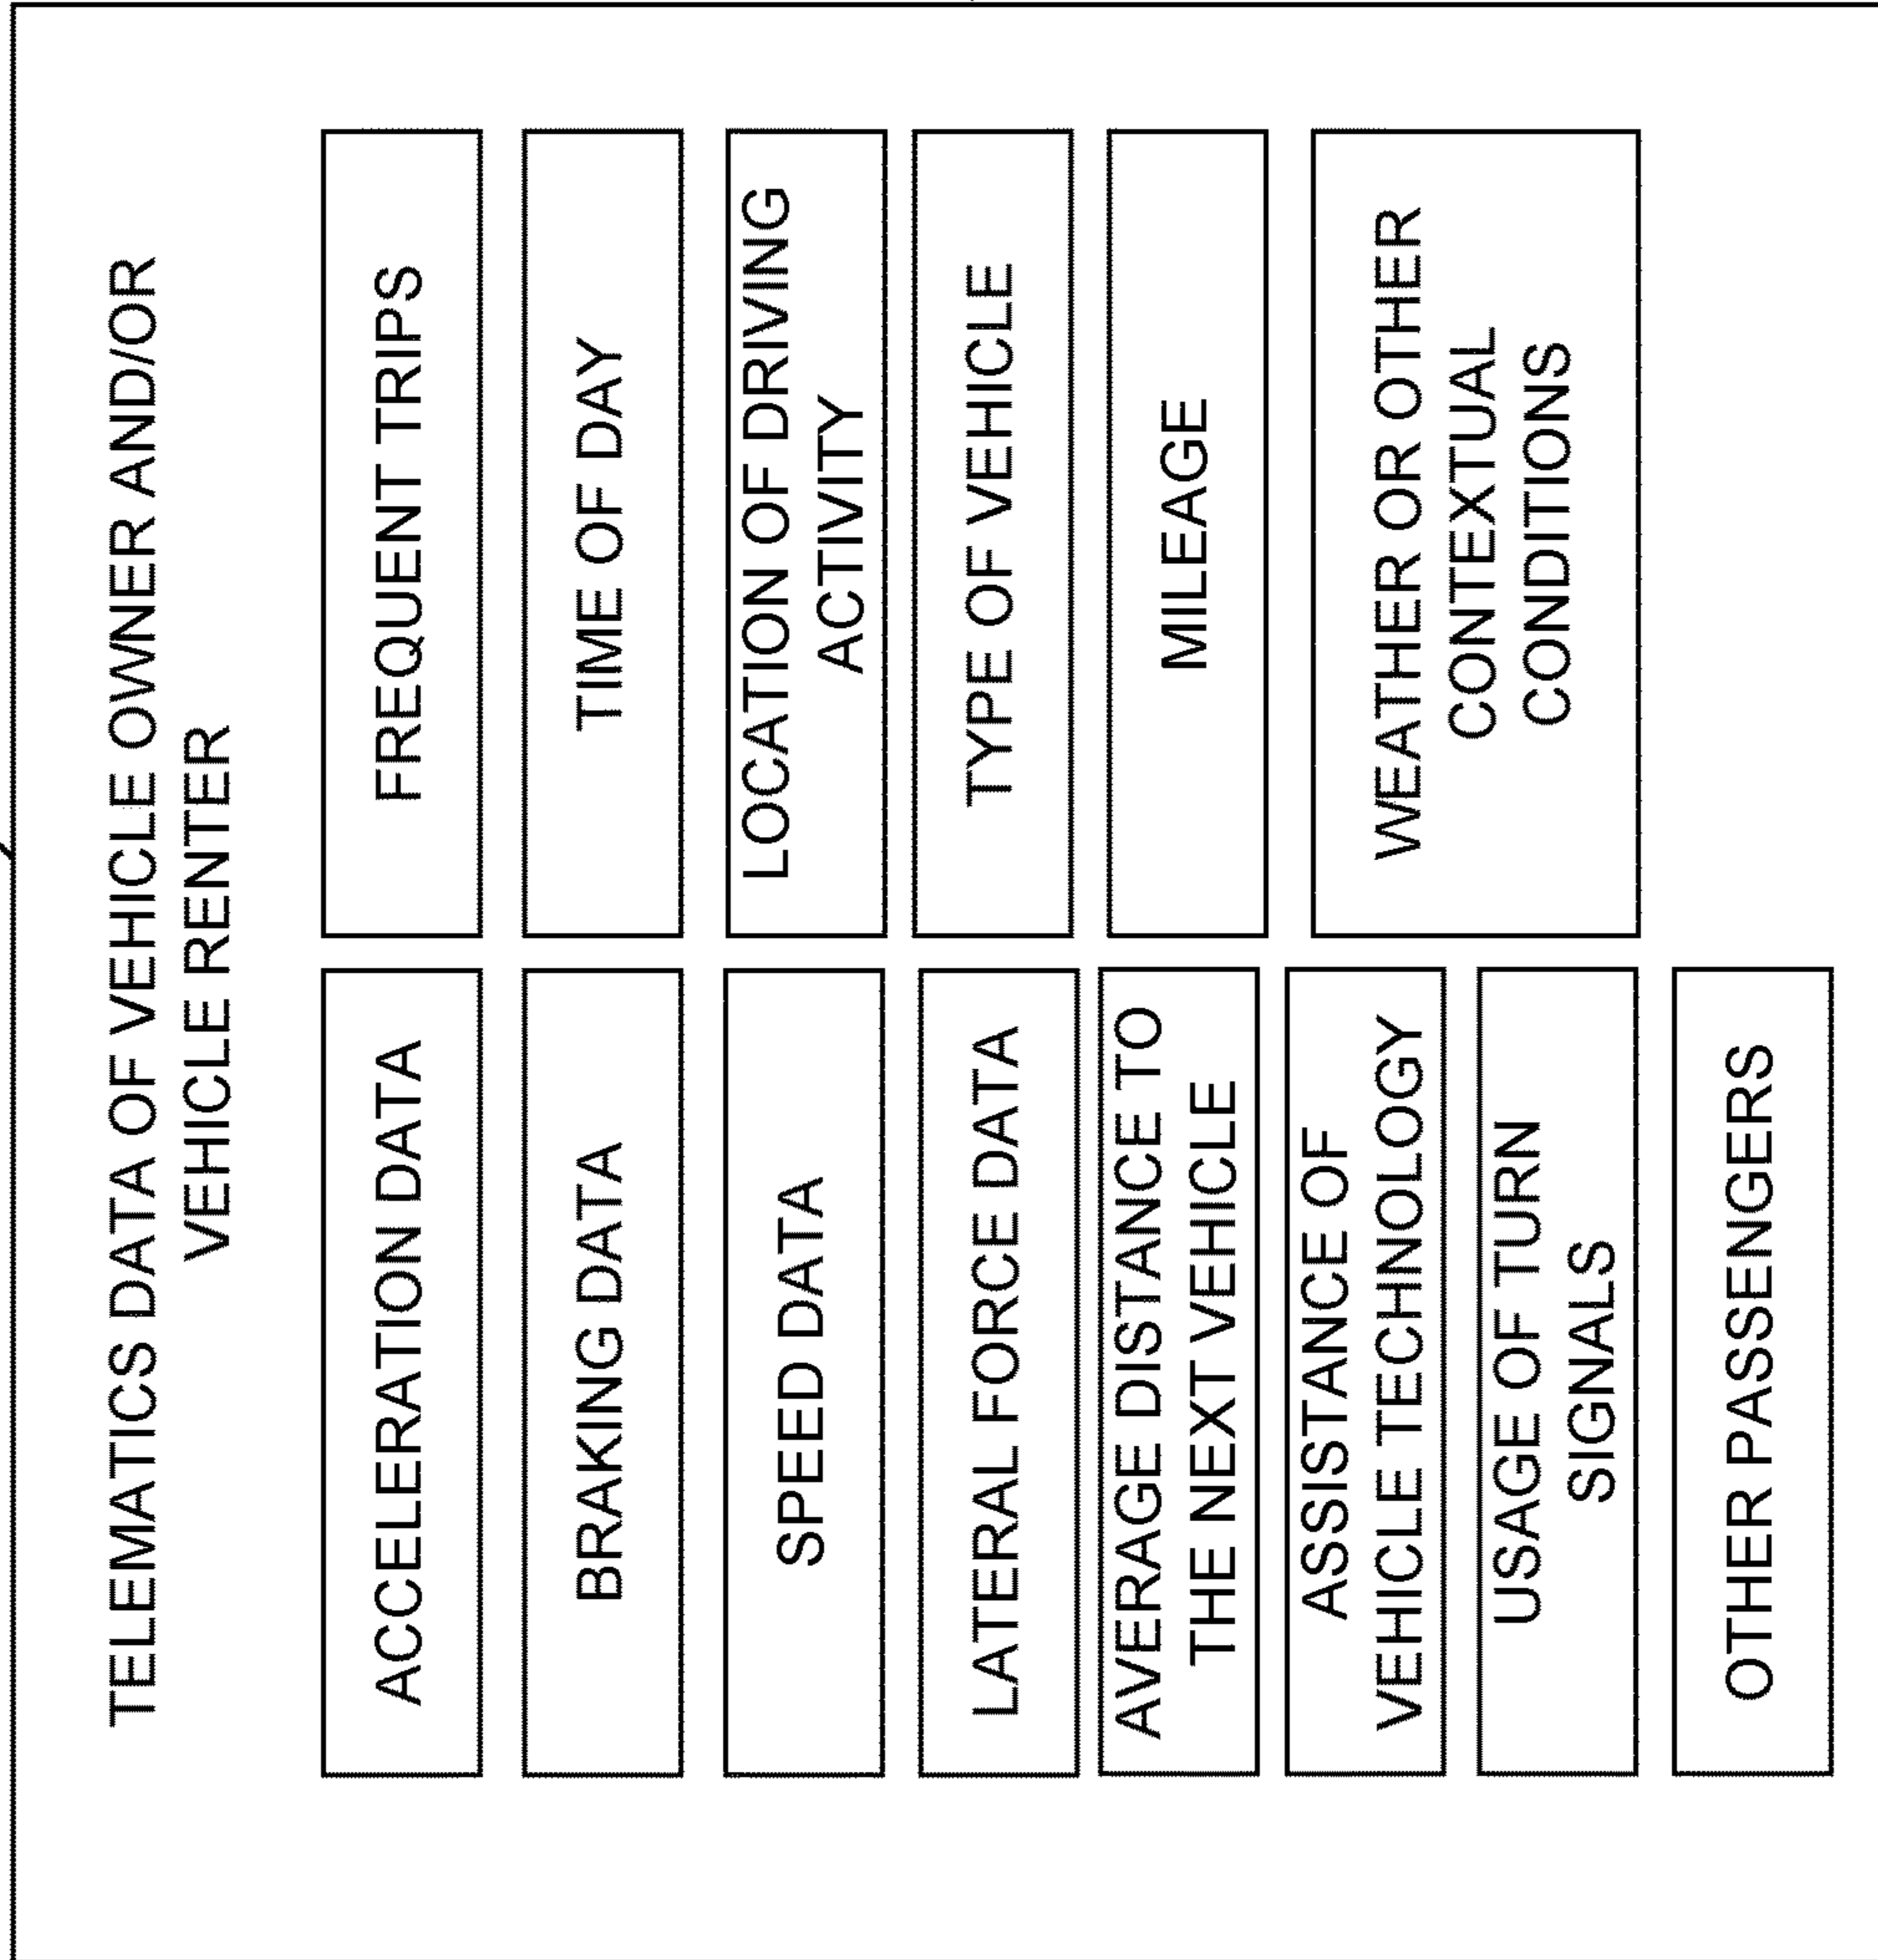 TELEMATICS DATA OF VEHICLE OWNER AND/OR
VEHICLE RENTER
ACCELERATION DATA
BRAKING DATA
SPEED DATA
LATERAL FORCE DATA
AVERAGE DISTANCE TO
THE NEXT VEHICLE
ASSISTANCE OF
VEHICLE TECHNOLOGY
USAGE OF TURN
SIGNALS
OTHER PASSENGERS
FREQUENT TRIPS
TIME OF DAY
LOCATION OF DRIVING
ACTIVITY
TYPE OF VEHICLE
MILEAGE
WEATHER OR OTHER
CONTEXTUAL
CONDITIONS